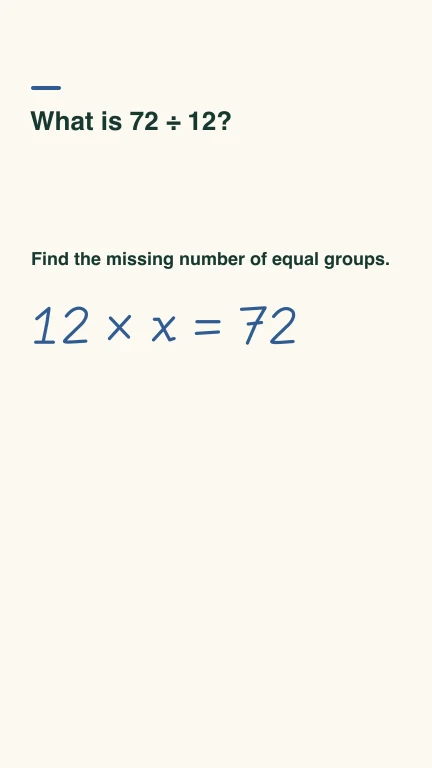 What is 72 ÷ 12?
Find the missing number of equal groups.
12 × x = 72